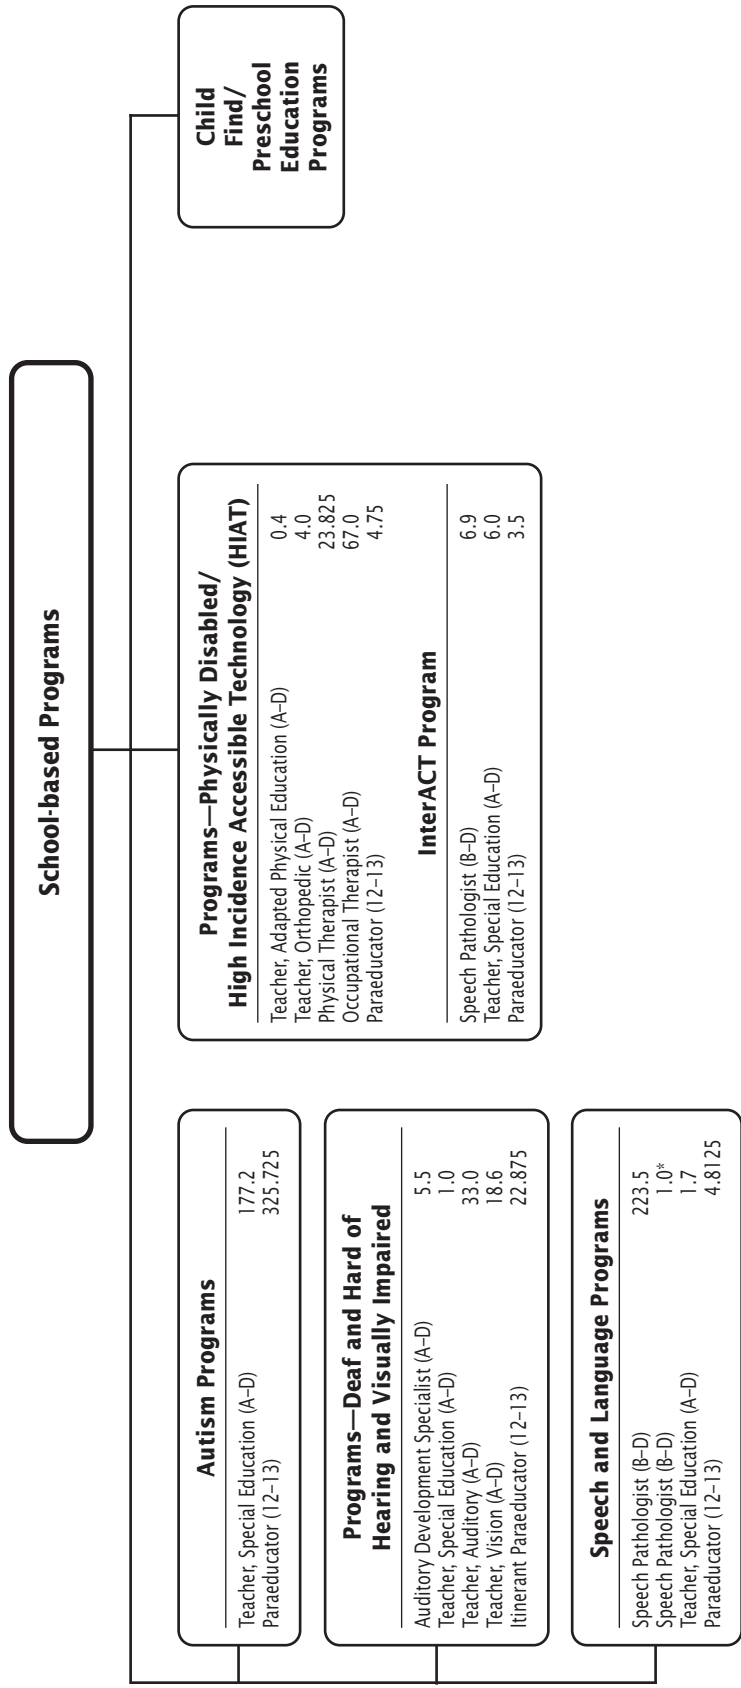 School-based Programs
Autism Programs
Teacher, Special Education (A–D) 177.2
Paraeducator (12–13) 325.725
Programs—Deaf and Hard of
Hearing and Visually Impaired
Auditory Development Specialist (A–D) 5.5
Teacher, Special Education (A–D) 1.0
Teacher, Auditory (A–D) 33.0
Teacher, Vision (A–D) 18.6
Itinerant Paraeducator (12–13) 22.875
Speech and Language Programs
Speech Pathologist (B–D) 223.5
Speech Pathologist (B–D) 1.0*
Teacher, Special Education (A–D) 1.7
Paraeducator (12–13) 4.8125
Programs—Physically Disabled/
High Incidence Accessible Technology (HIAT)
Teacher, Adapted Physical Education (A–D) 0.4
Teacher, Orthopedic (A–D) 4.0
Physical Therapist (A–D) 23.825
Occupational Therapist (A–D) 67.0
Paraeducator (12–13) 4.75
InterACT Program
Speech Pathologist (B–D) 6.9
Teacher, Special Education (A–D) 6.0
Paraeducator (12–13) 3.5
Child
Find/
Preschool
Education
Programs